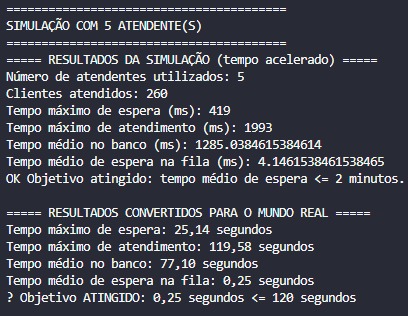 ========================================
SIMULAÇÃO COM 5 ATENDENTE(S)
========================================
===== RESULTADOS DA SIMULAÇÃO (tempo acelerado) =====
Número de atendentes utilizados: 5
Clientes atendidos: 260
Tempo máximo de espera (ms): 419
Tempo máximo de atendimento (ms): 1993
Tempo médio no banco (ms): 1285.0384615384614
Tempo médio de espera na fila (ms): 4.1461538461538465
OK Objetivo atingido: tempo médio de espera <= 2 minutos.
===== RESULTADOS CONVERTIDOS PARA O MUNDO REAL =====
Tempo máximo de espera: 25,14 segundos
Tempo máximo de atendimento: 119,58 segundos
Tempo médio no banco: 77,10 segundos
Tempo médio de espera na fila: 0,25 segundos
? Objetivo ATINGIDO: 0,25 segundos <= 120 segundos